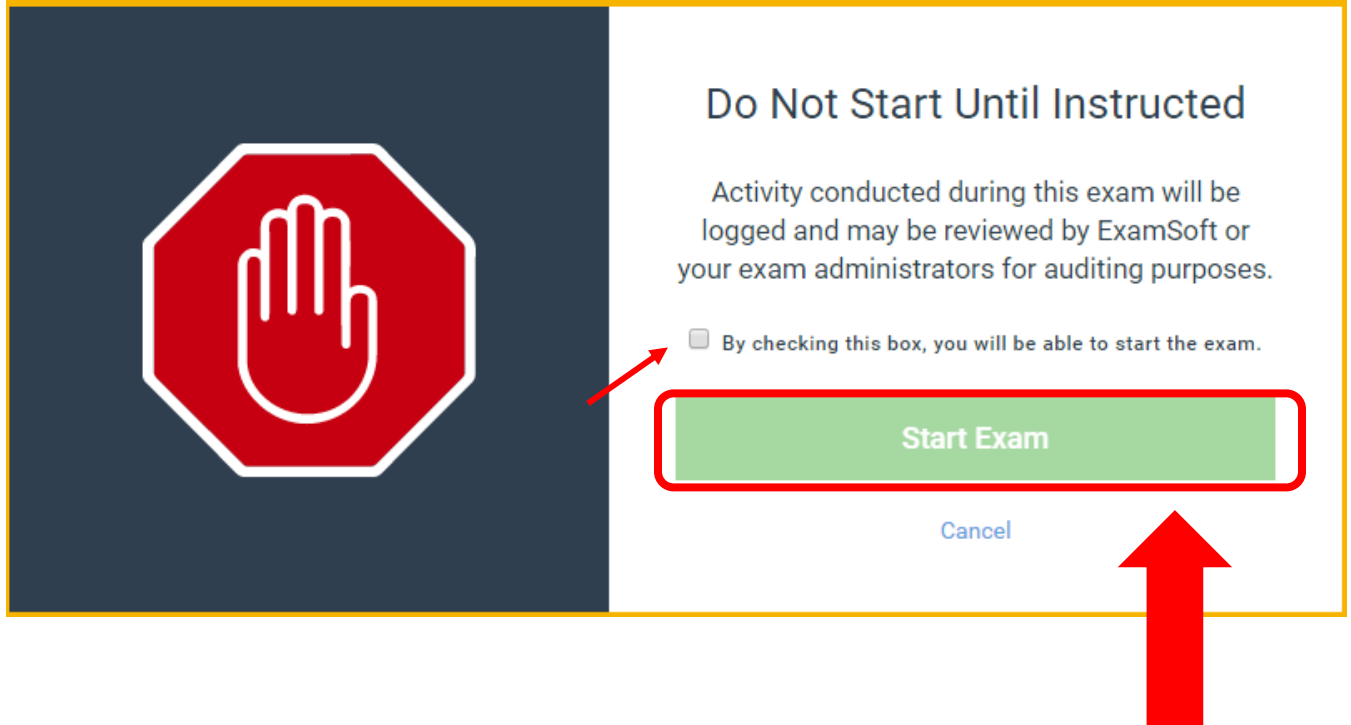 Do Not Start Until Instructed
Activity conducted during this exam will be
logged and may be reviewed by ExamSoft or
your exam administrators for auditing purposes.
By checking this box, you will be able to start the exam.
Start Exam
Cancel